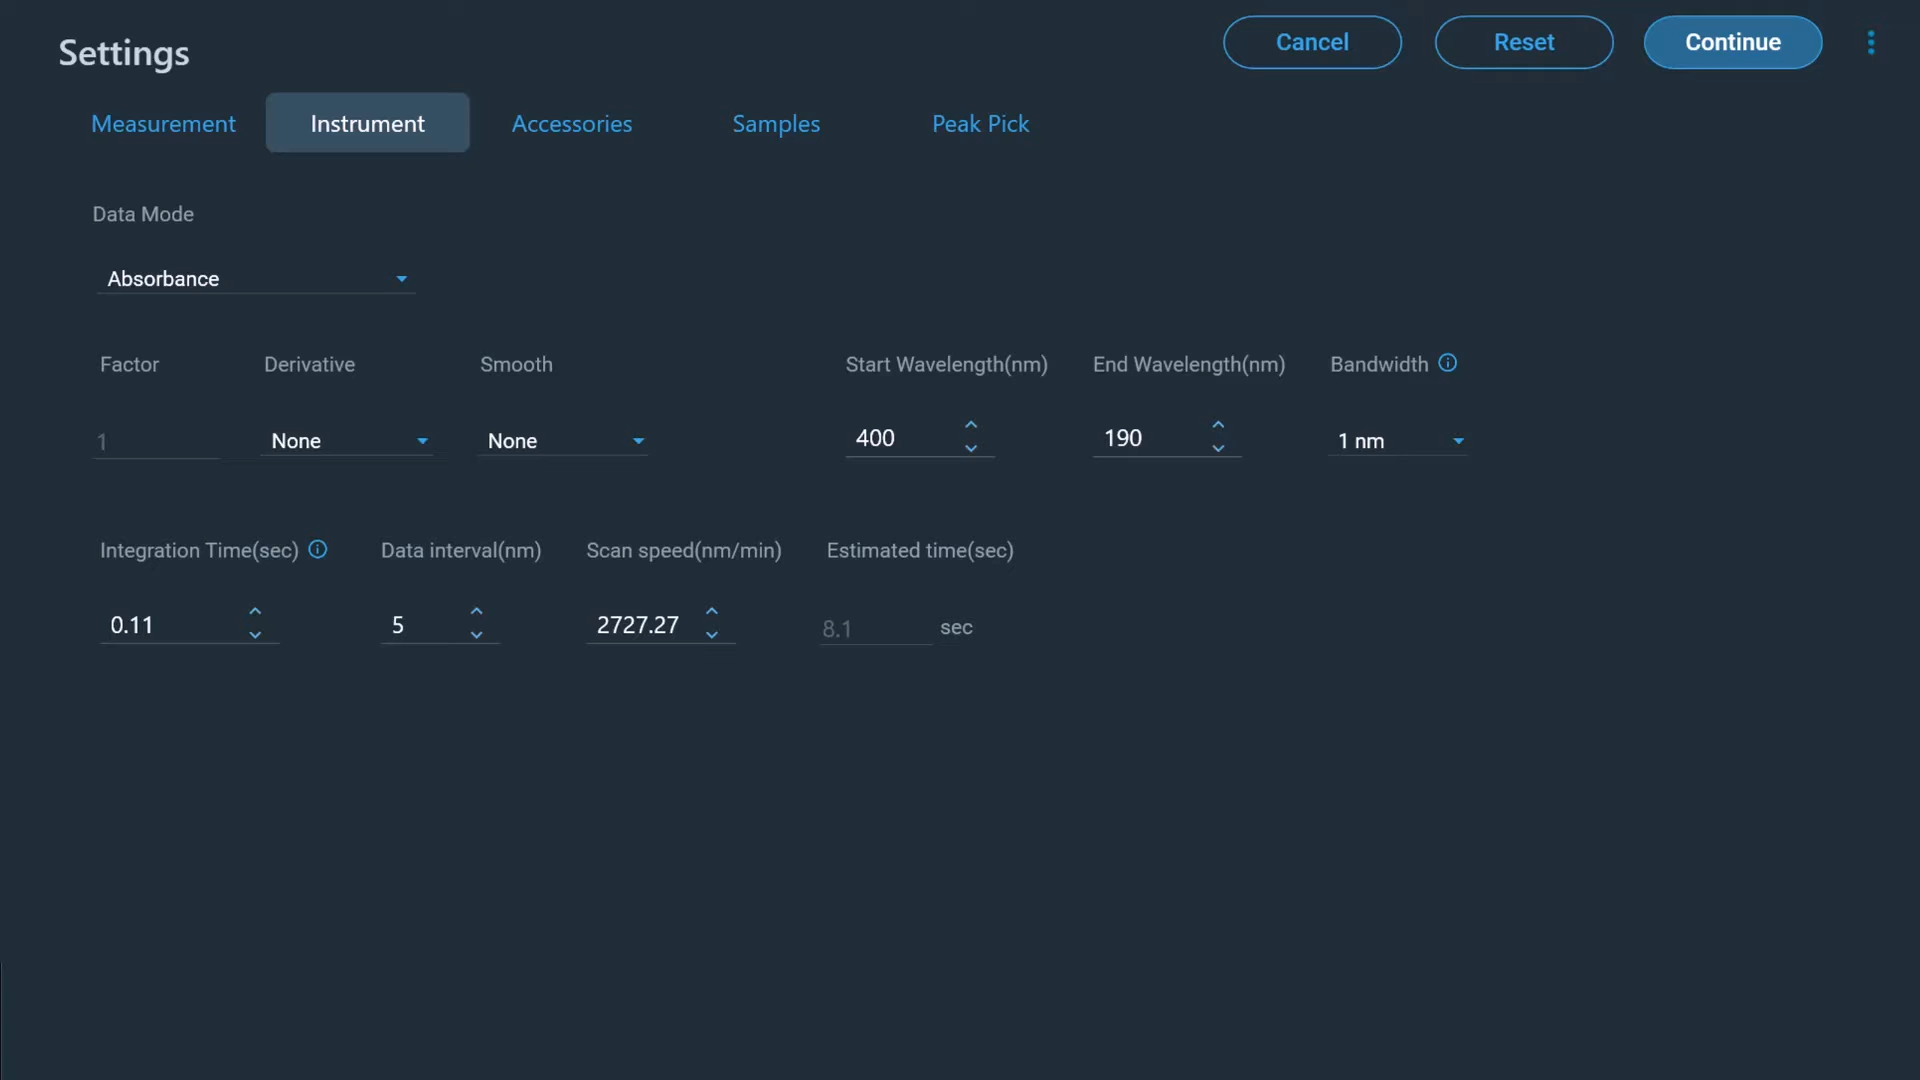 Settings
Cancel
Reset
Continue
Measurement
Instrument
Accessories
Samples
Peak Pick
Data Mode
Absorbance
Factor
Derivative
Smooth
Start Wavelength(nm)
End Wavelength(nm)
Bandwidth
1
None
None
400
190
1 nm
Integration Time(sec)
Data interval(nm)
Scan speed(nm/min)
Estimated time(sec)
0.11
5
2727.27
8.1
sec